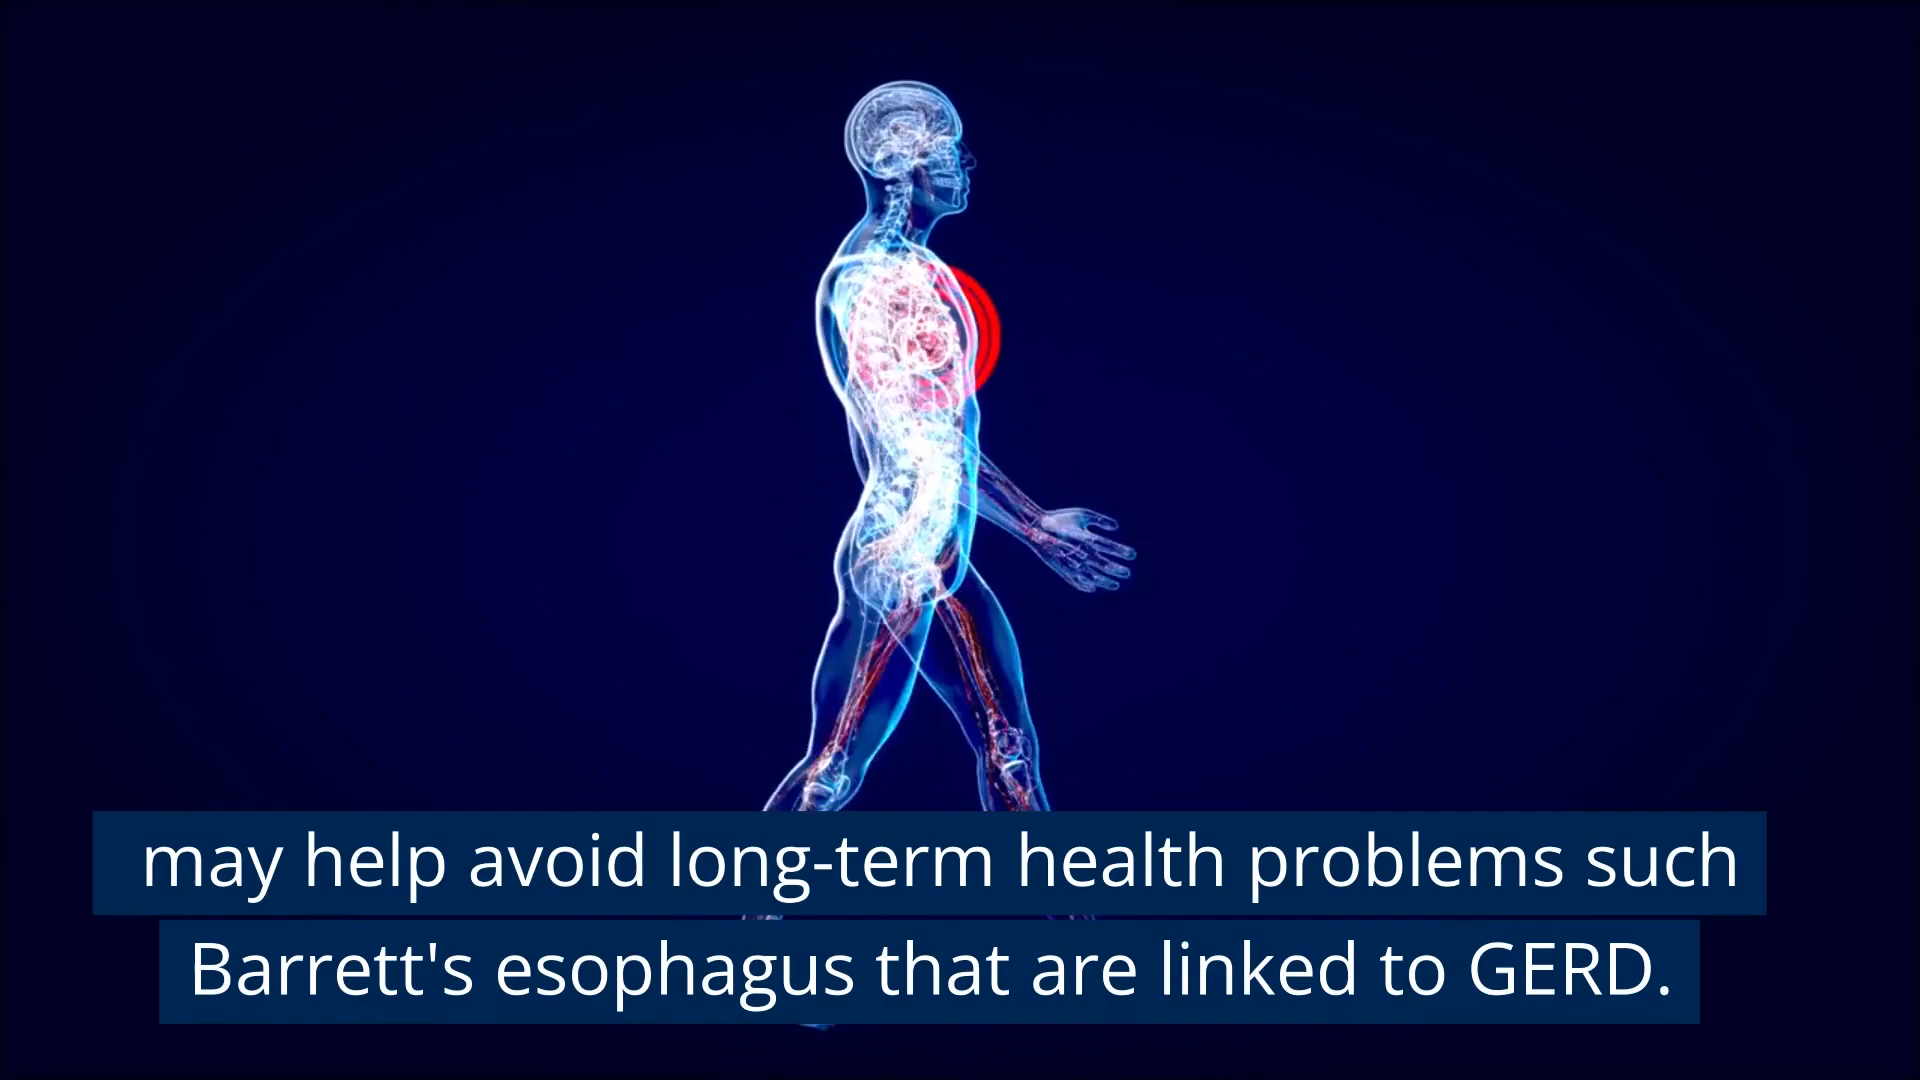 may help avoid long-term health problems such
Barrett's esophagus that are linked to GERD.